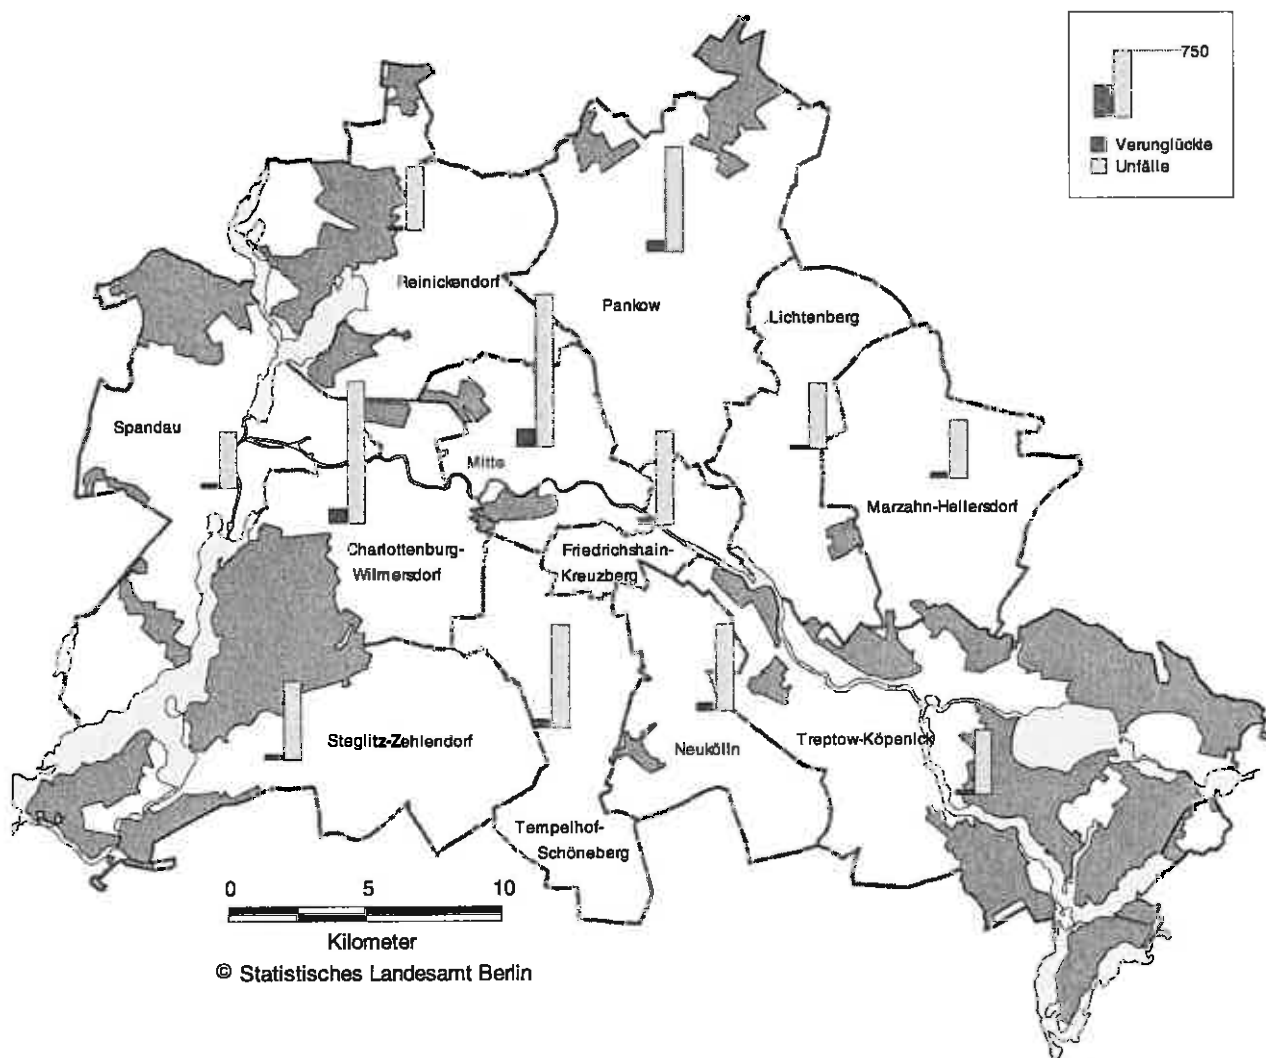 750
Verunglückte
Unfälle
Reinickendorf
Pankow
Lichtenberg
Spandau
Mitte
Marzahn-Hellersdorf
Charlottenburg-
Wilmersdorf
Friedrichshain-
Kreuzberg
Steglitz-Zehlendorf
Neukölln
Treptow-Köpenick
Tempelhof-
Schöneberg
0 5 10
Kilometer
© Statistisches Landesamt Berlin